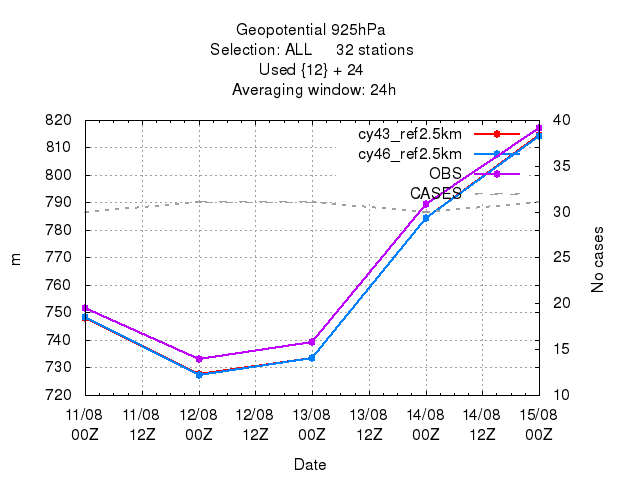 Geopotential 925hPa
Selection: ALL 32 stations
Used {12} + 24
Averaging window: 24h
820 40
cy43_ref2.5km
810
cy46_ref2.5km
800 35
OBS
CASES
790 30
780
770 25
760
750 20
740 15
730
720 10
m
No cases
11/08 11/08 12/08 12/08 13/08 13/08 14/08 14/08 15/08
00Z 12Z 00Z 12Z 00Z 12Z 00Z 12Z 00Z
Date